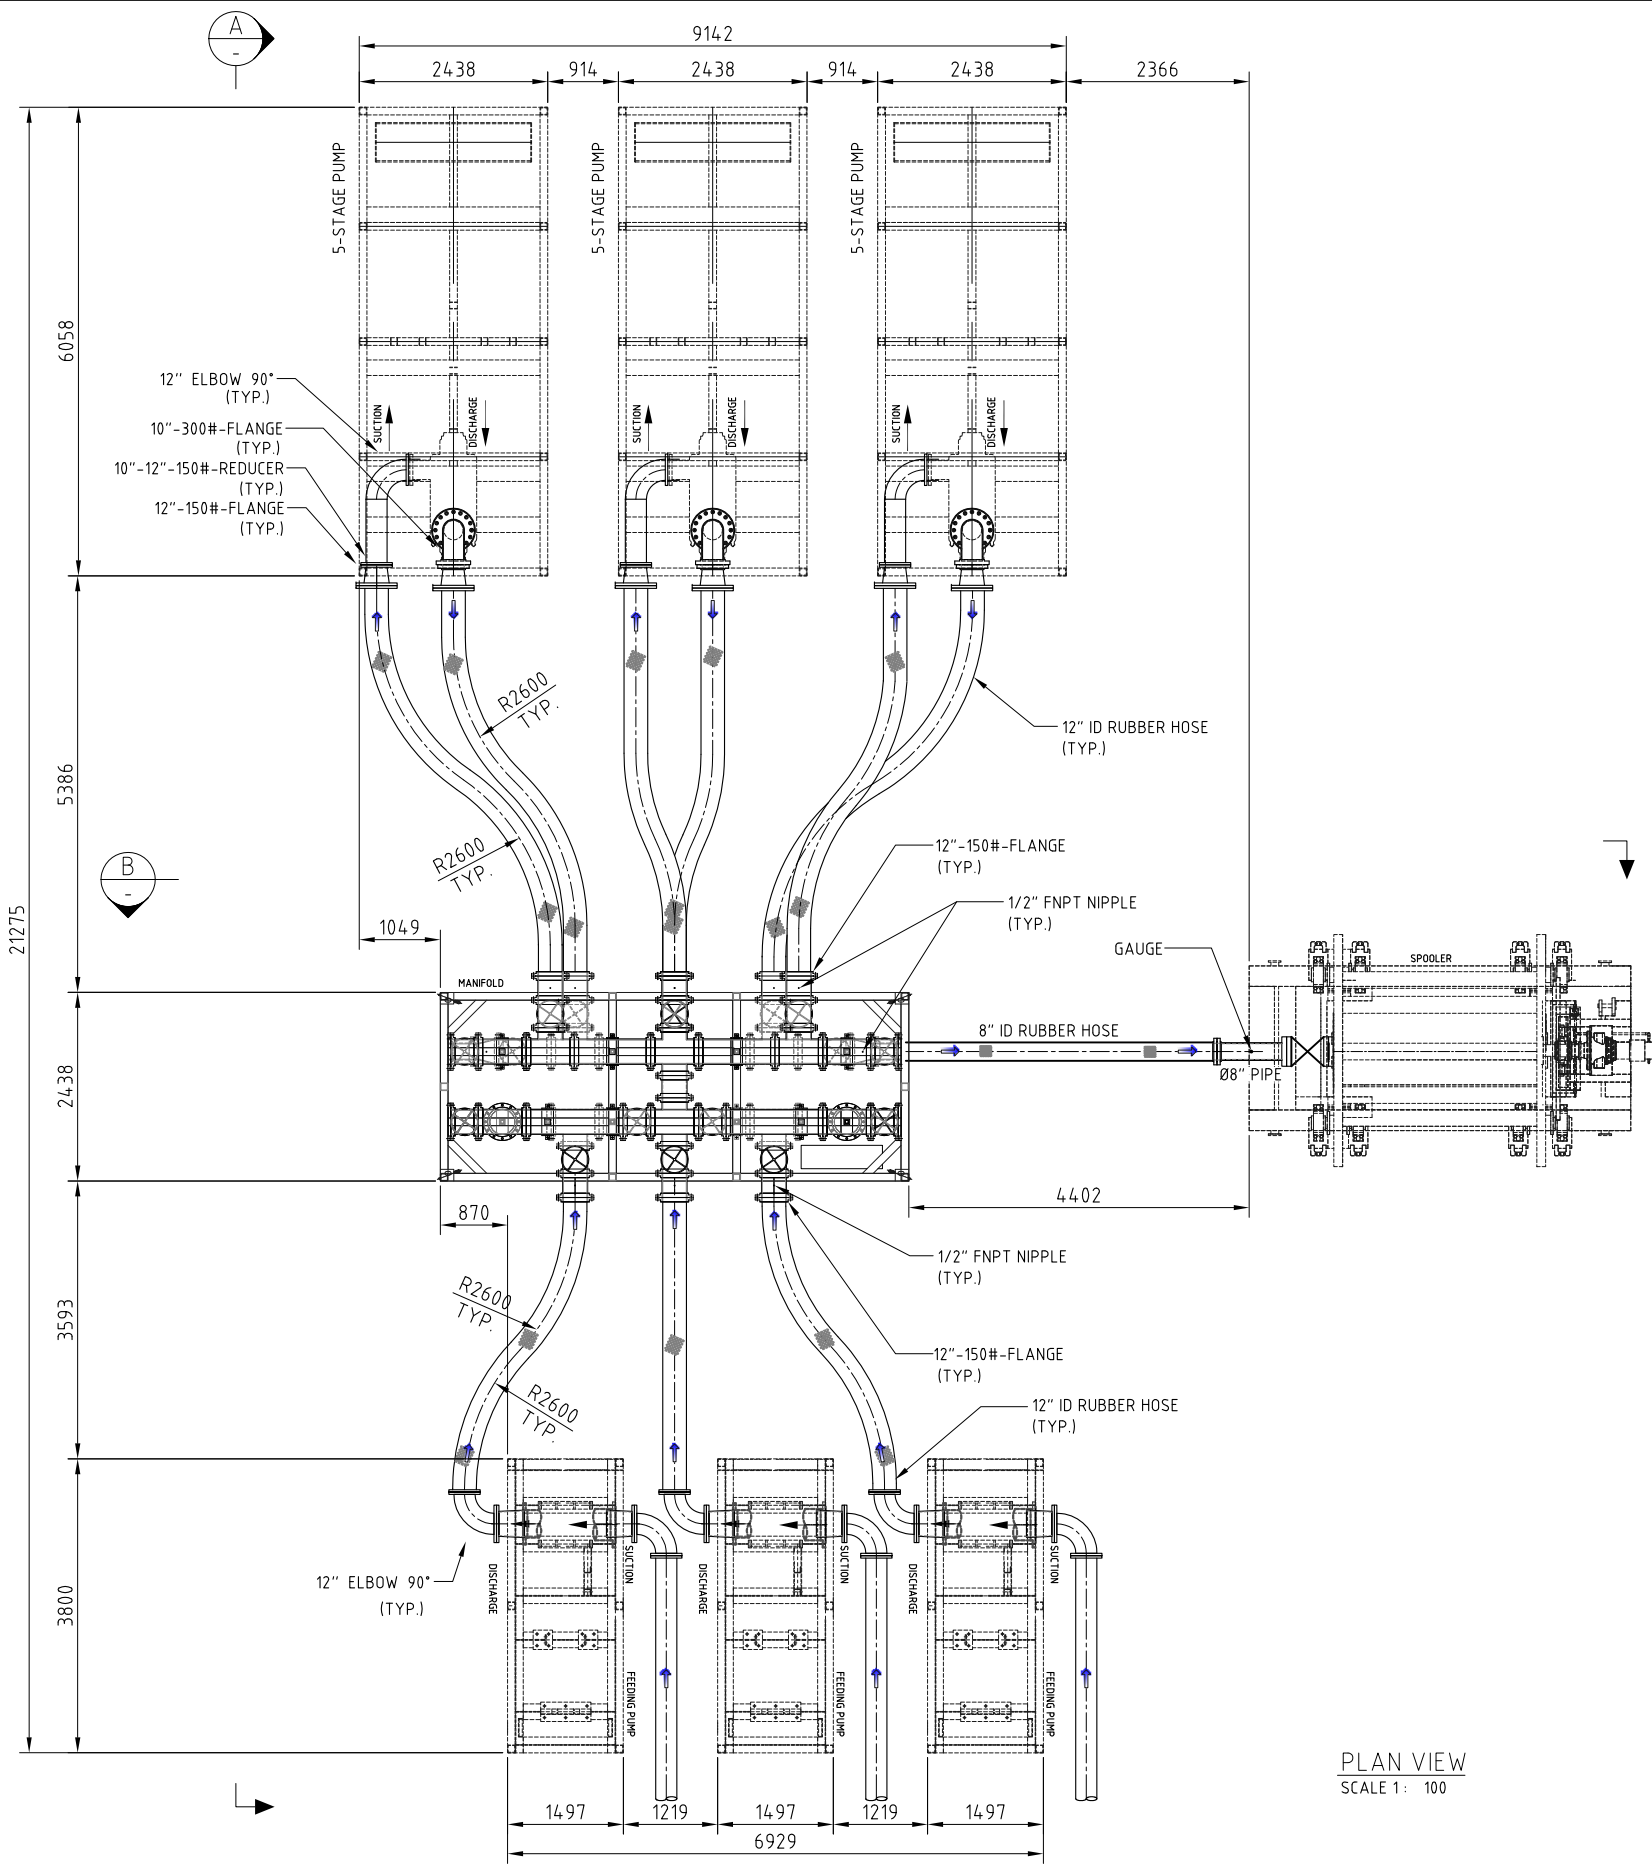 A
-
9142
2438
914
2438
914
2438
2366
5-STAGE PUMP
5-STAGE PUMP
5-STAGE PUMP
6058
12" ELBOW 90°
(TYP.)
10"-300#-FLANGE
(TYP.)
10"-12"-150#-REDUCER
(TYP.)
12"-150#-FLANGE
(TYP.)
SUCTION
DISCHARGE
SUCTION
DISCHARGE
SUCTION
DISCHARGE
R2600
TYP.
12" ID RUBBER HOSE
(TYP.)
5386
R2600
TYP.
12"-150#-FLANGE
(TYP.)
B
-
21275
1049
1/2" FNPT NIPPLE
(TYP.)
GAUGE
SPOOLER
MANIFOLD
8" ID RUBBER HOSE
Ø8" PIPE
2438
4402
870
1/2" FNPT NIPPLE
(TYP.)
R2600
TYP.
3593
12"-150#-FLANGE
(TYP.)
R2600
TYP.
12" ID RUBBER HOSE
(TYP.)
12" ELBOW 90°
(TYP.)
DISCHARGE
SUCTION
DISCHARGE
SUCTION
DISCHARGE
SUCTION
3800
FEEDING PUMP
FEEDING PUMP
FEEDING PUMP
PLAN VIEW
SCALE 1: 100
1497
1219
1497
1219
1497
6929